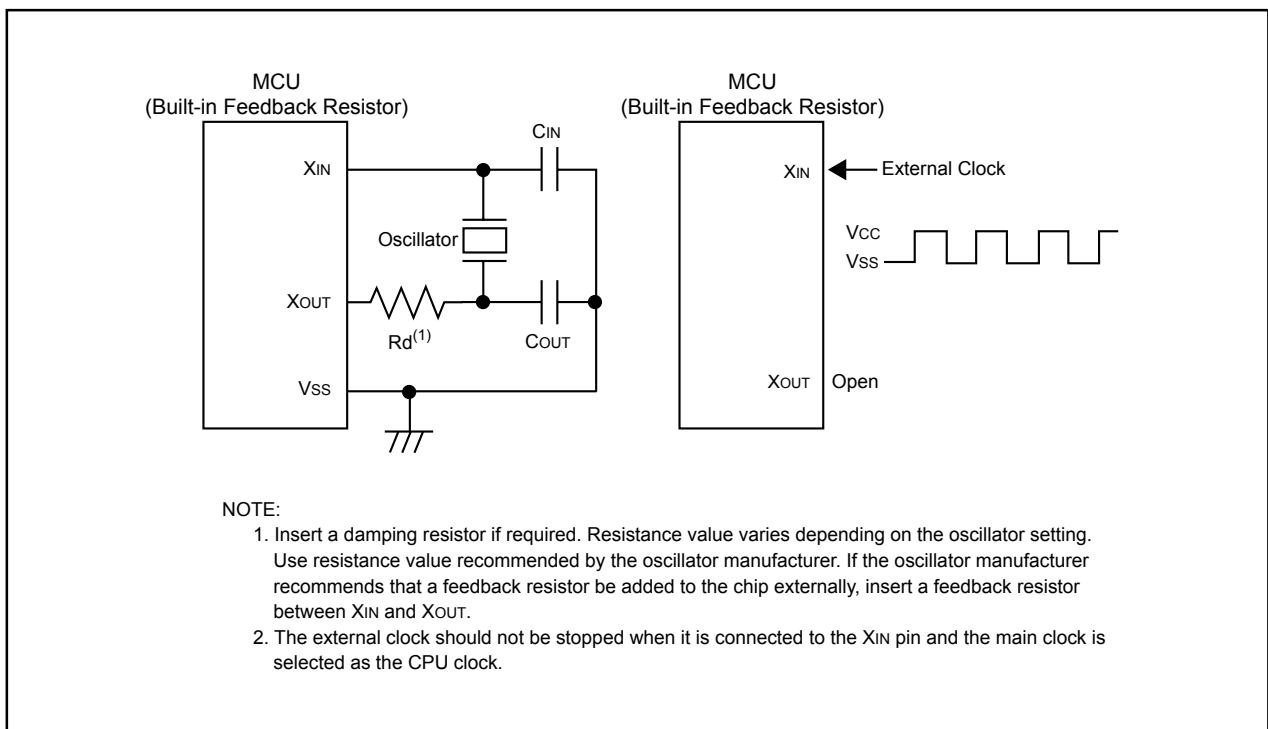 MCU
(Built-in Feedback Resistor)
XIN
CIN
Oscillator
XOUT
Rd(1)
COUT
VSS
MCU
(Built-in Feedback Resistor)
XIN
External Clock
VCC
VSS
XOUT
Open
NOTE:
1. Insert a damping resistor if required. Resistance value varies depending on the oscillator setting.
Use resistance value recommended by the oscillator manufacturer. If the oscillator manufacturer
recommends that a feedback resistor be added to the chip externally, insert a feedback resistor
between XIN and XOUT.
2. The external clock should not be stopped when it is connected to the XIN pin and the main clock is
selected as the CPU clock.